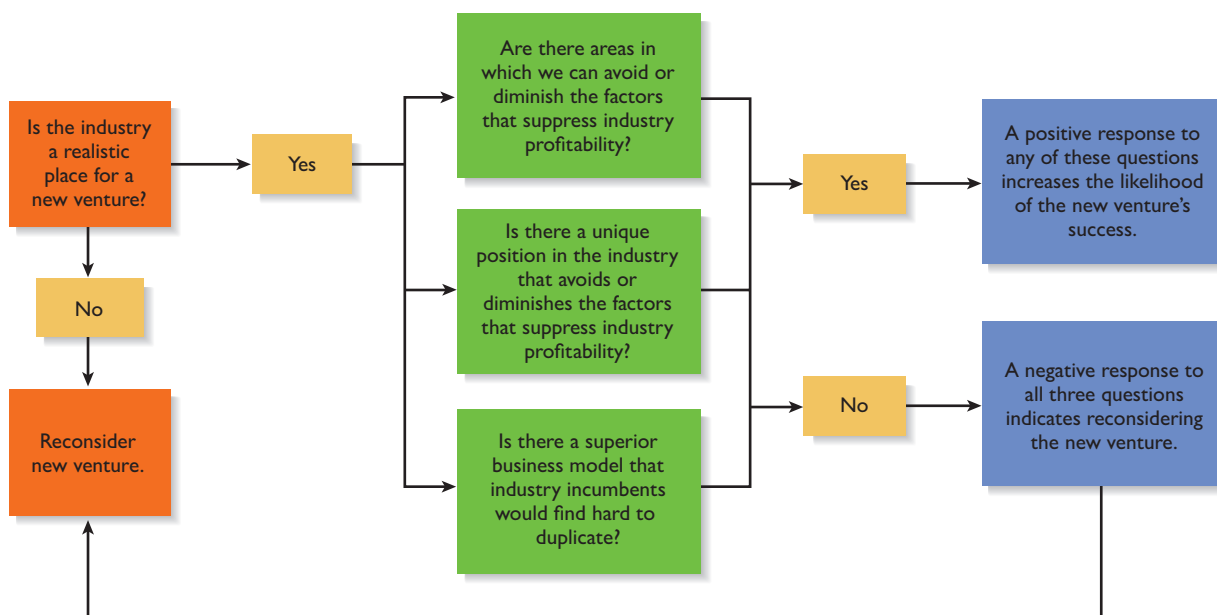 Is the industry
a realistic
place for a
new venture?
Yes
No
Reconsider
new venture.
Are there areas in
which we can avoid or
diminish the factors
that suppress industry
profitability?
Is there a unique
position in the industry
that avoids or
diminishes the factors
that suppress industry
profitability?
Is there a superior
business model that
industry incumbents
would find hard to
duplicate?
Yes
A positive response to
any of these questions
increases the likelihood
of the new venture’s
success.
No
A negative response to
all three questions
indicates reconsidering
the new venture.